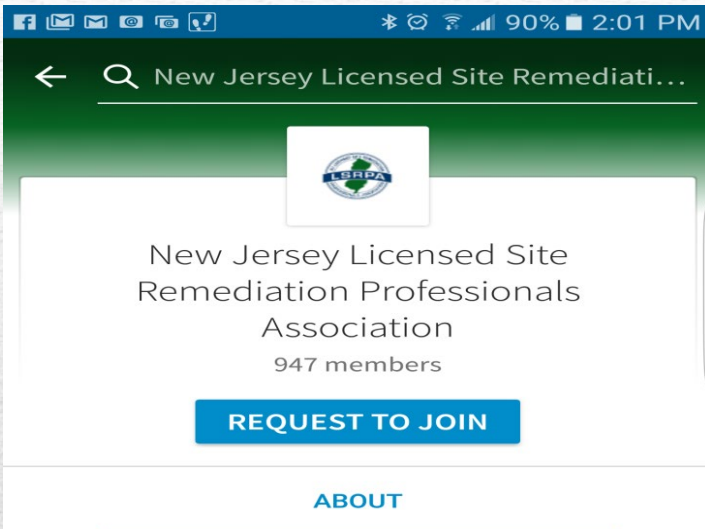 90% 2:01 PM
New Jersey Licensed Site Remediati...
LSRPA
New Jersey Licensed Site
Remediation Professionals
Association
947 members
REQUEST TO JOIN
ABOUT